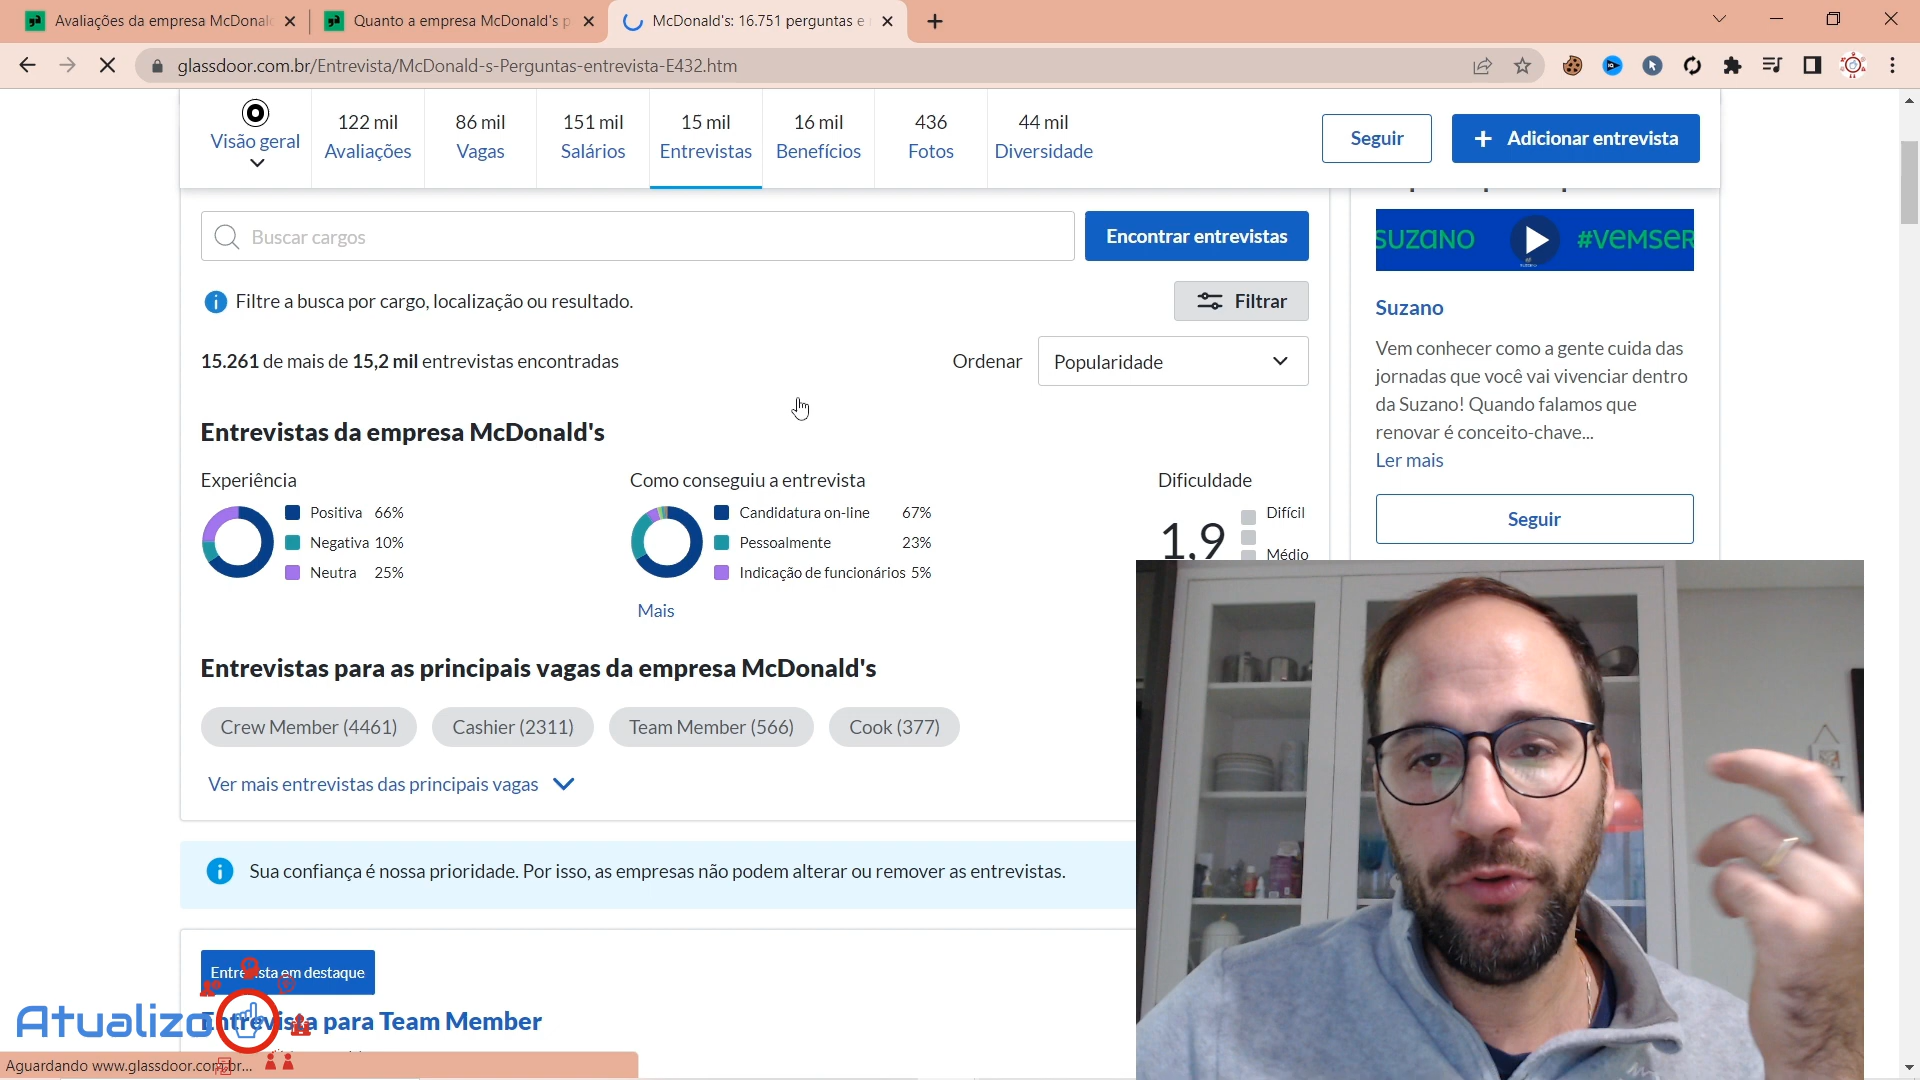 Avaliações da empresa McDonal
Quanto a empresa McDonald's p
McDonald's: 16.751 perguntas e
glassdoor.com.br/Entrevista/McDonald-s-Perguntas-entrevista-E432.htm
Visão geral
122 mil
Avaliações
86 mil
Vagas
151 mil
Salários
15 mil
Entrevistas
16 mil
Benefícios
436
Fotos
44 mil
Diversidade
Seguir
+ Adicionar entrevista
Buscar cargos
Encontrar entrevistas
Filtre a busca por cargo, localização ou resultado.
Filtrar
15.261 de mais de 15,2 mil entrevistas encontradas
Ordenar
Popularidade
Entrevistas da empresa McDonald's
Experiência
Positiva 66%
Negativa 10%
Neutra 25%
Como conseguiu a entrevista
Candidatura on-line 67%
Pessoalmente 23%
Indicação de funcionários 5%
Mais
Dificuldade
1,9
Difícil
Médio
Entrevistas para as principais vagas da empresa McDonald's
Crew Member (4461)
Cashier (2311)
Team Member (566)
Cook (377)
Ver mais entrevistas das principais vagas
Sua confiança é nossa prioridade. Por isso, as empresas não podem alterar ou remover as entrevistas.
Entrevista em destaque
Entrevista para Team Member
Atualizo
Aguardando www.glassdoor.com.br...
SUZANO
#VEMSER
Suzano
Vem conhecer como a gente cuida das
jornadas que você vai vivenciar dentro
da Suzano! Quando falamos que
renovar é conceito-chave...
Ler mais
Seguir